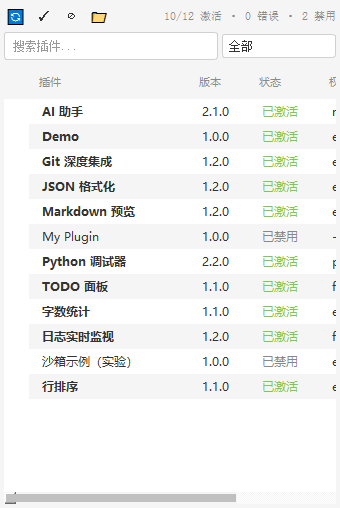 10/12 激活 · 0 错误 · 2 禁用
搜索插件... 全部
插件 版本 状态
AI 助手 2.1.0 已激活
Demo 1.0.0 已激活 e
Git 深度集成 1.2.0 已激活 e
JSON 格式化 1.2.0 已激活 e
Markdown 预览 1.2.0 已激活 e
My Plugin 1.0.0 已禁用 -
Python 调试器 2.2.0 已激活
TODO 面板 1.1.0 已激活 f
字数统计 1.1.0 已激活 e
日志实时监视 1.2.0 已激活 f
沙箱示例（实验） 1.0.0 已禁用 e
行排序 1.1.0 已激活 e